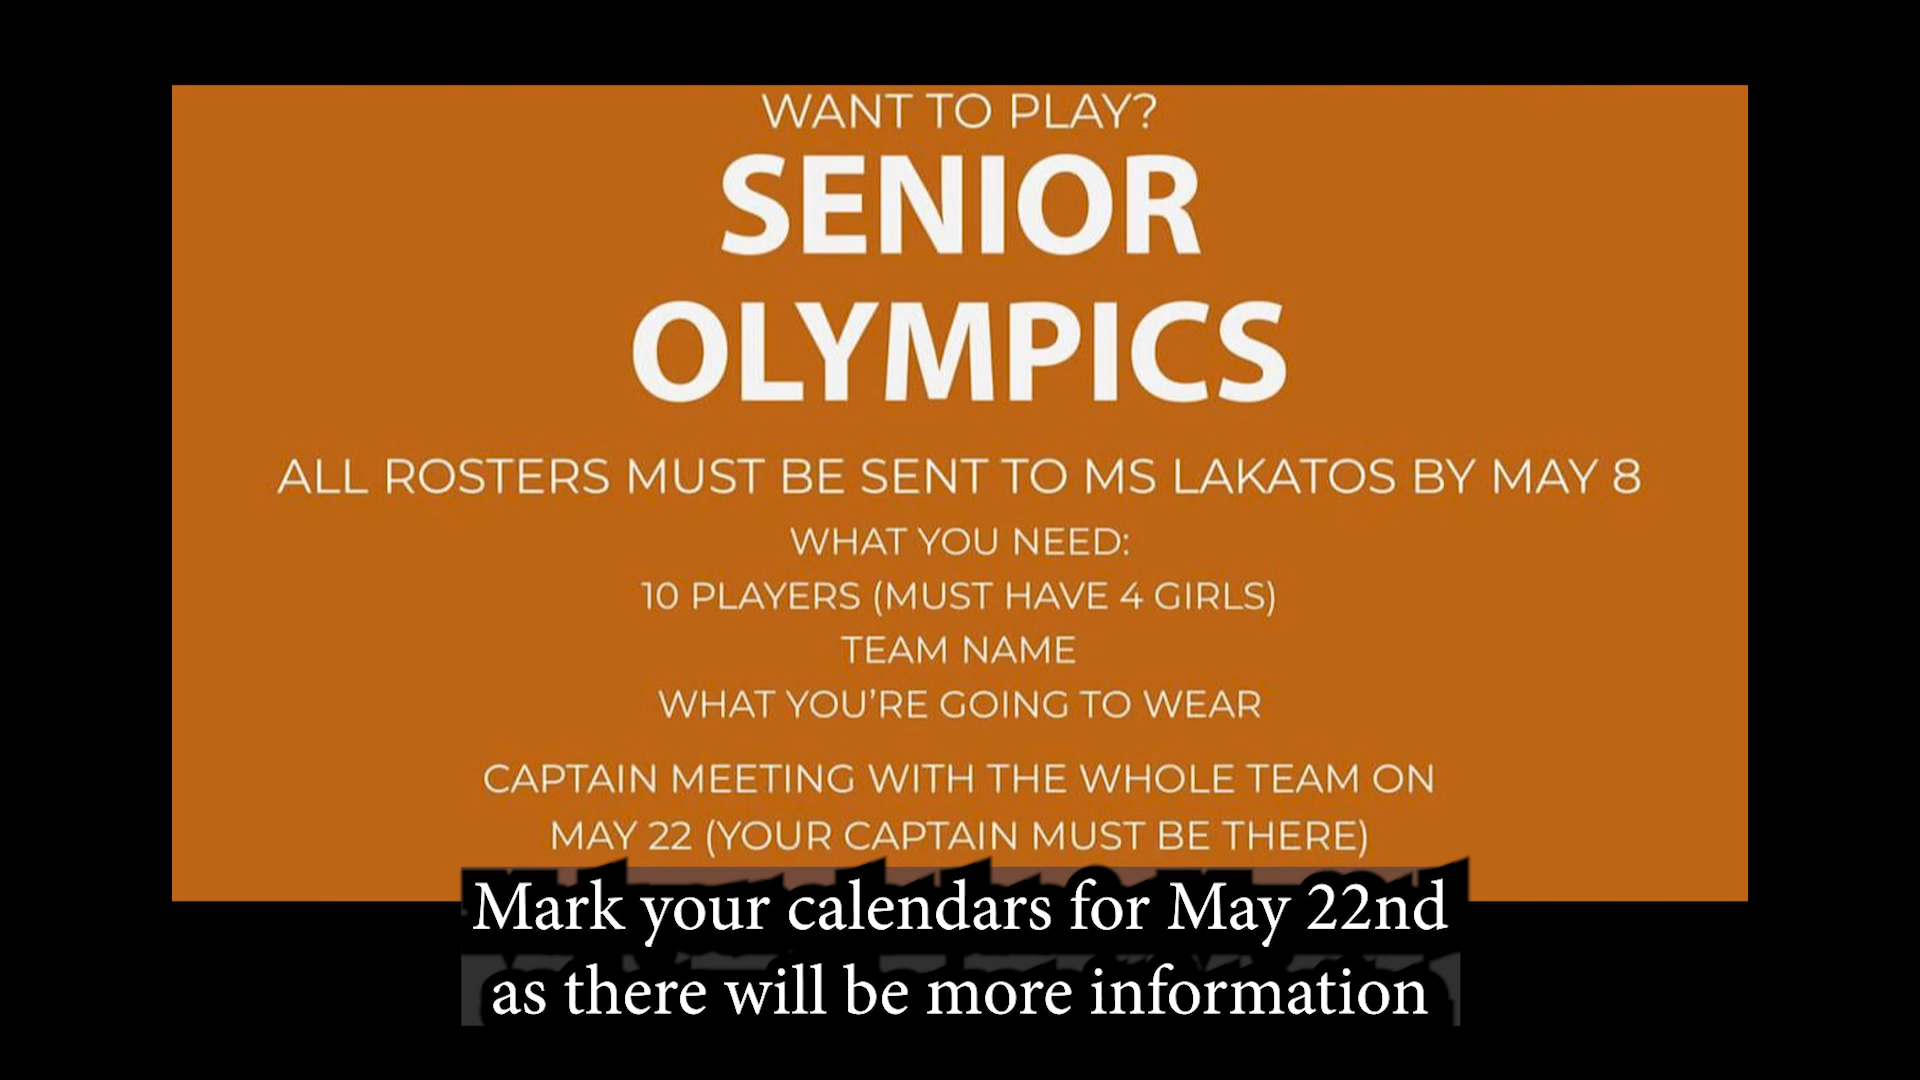 WANT TO PLAY?
SENIOR
OLYMPICS
ALL ROSTERS MUST BE SENT TO MS LAKATOS BY MAY 8
WHAT YOU NEED:
10 PLAYERS (MUST HAVE 4 GIRLS)
TEAM NAME
WHAT YOU'RE GOING TO WEAR
CAPTAIN MEETING WITH THE WHOLE TEAM ON
MAY 22 (YOUR CAPTAIN MUST BE THERE)
Mark your calendars for May 22nd
as there will be more information